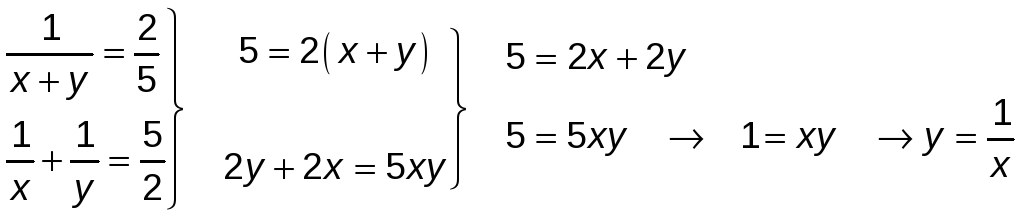 1/(x+y) = 2/5 } 5 = 2(x+y) } 5 = 2x+2y
1/x + 1/y = 5/2 } 2y+2x = 5xy } 5 = 5xy → 1= xy → y = 1/x